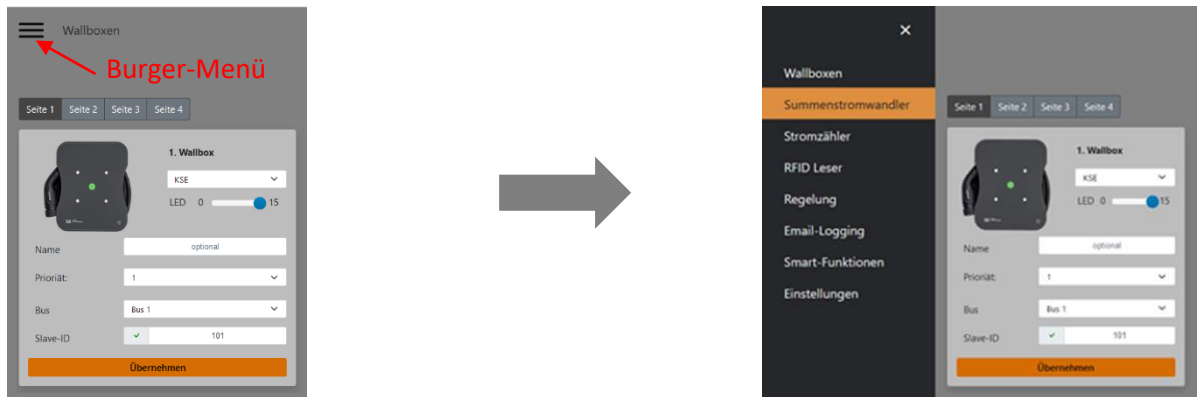 Wallboxen
Burger-Menü
Seite 1 Seite 2 Seite 3 Seite 4
1. Wallbox
KSE
LED 0 15
Name optional
Prioriät: 1
Bus Bus 1
Slave-ID 101
Übernehmen
×
Wallboxen
Summenstromwandler
Stromzähler
RFID Leser
Regelung
Email-Logging
Smart-Funktionen
Einstellungen
Seite 1 Seite 2 Seite 3 Seite 4
1. Wallbox
KSE
LED 0 15
Name optional
Prioriät: 1
Bus Bus 1
Slave-ID 101
Übernehmen